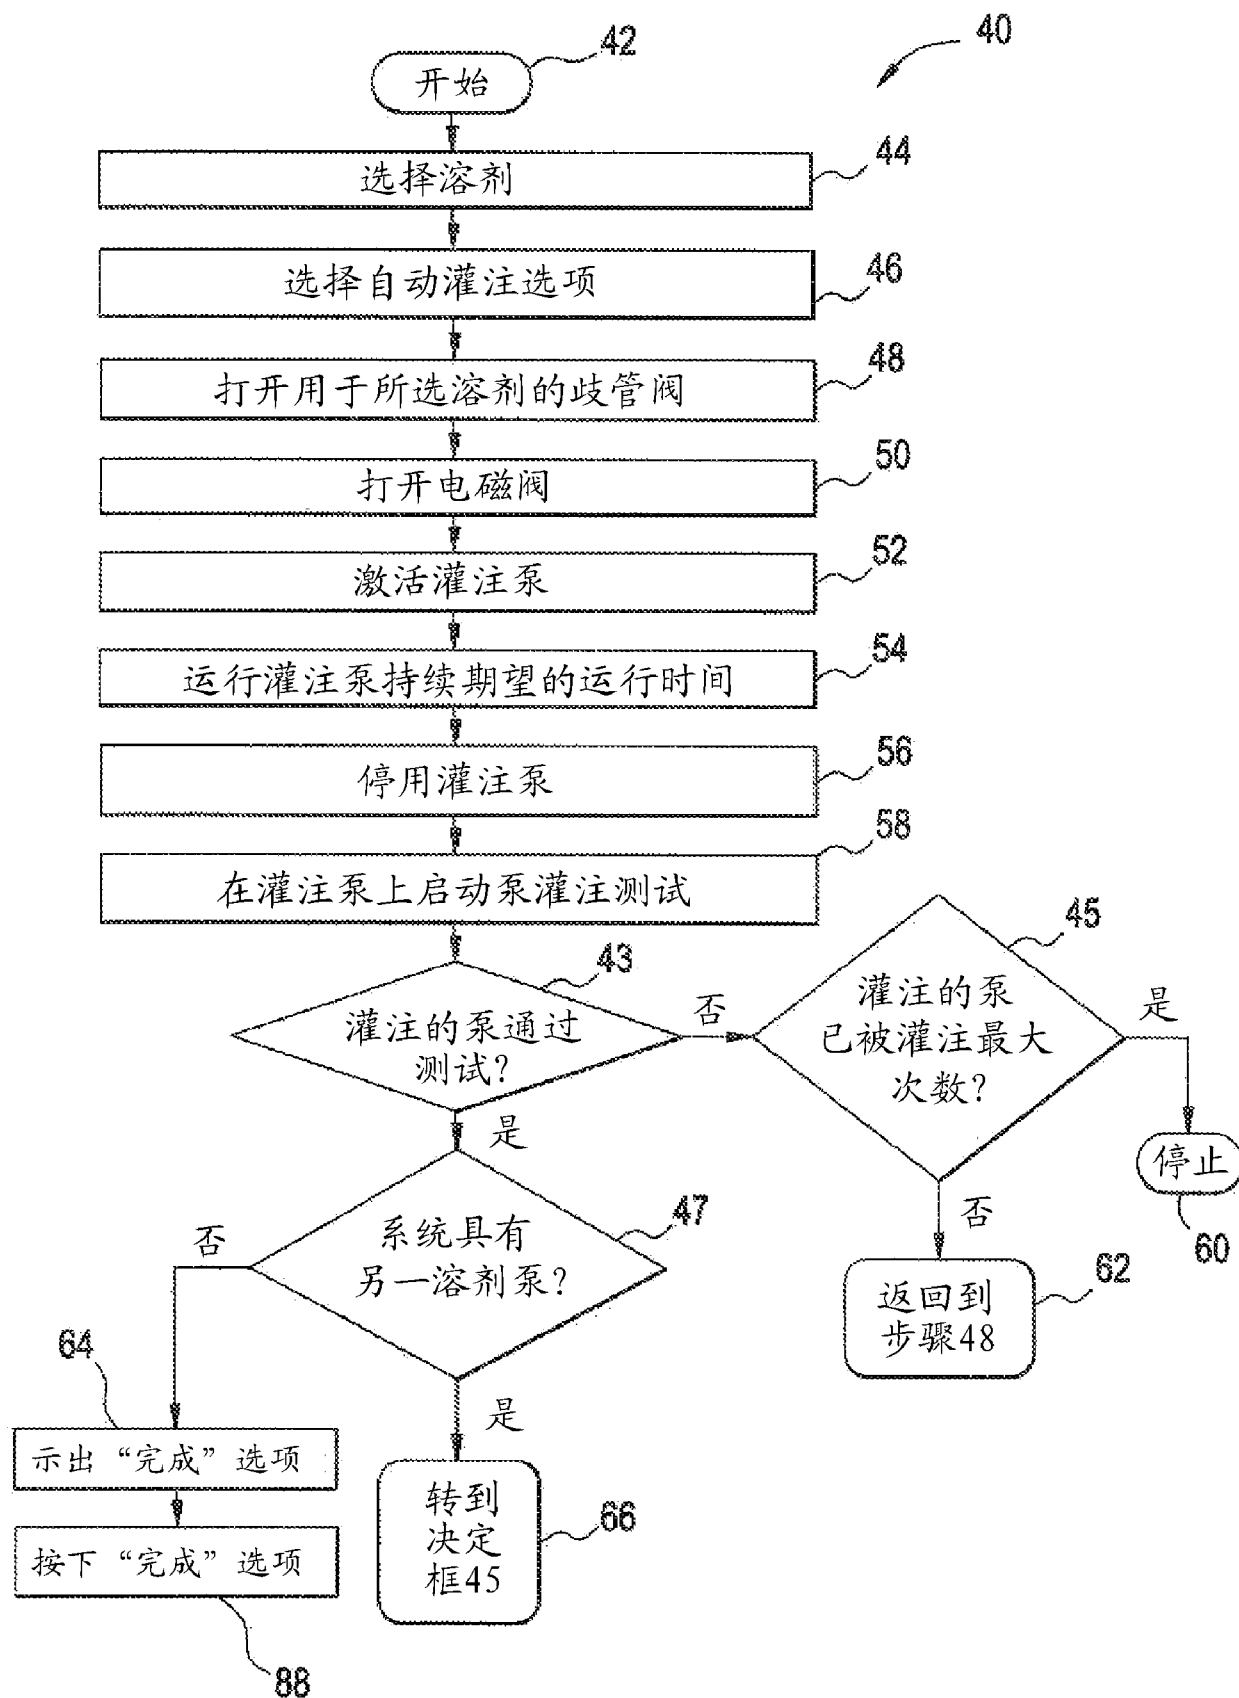 40
42
开始
44
选择溶剂
46
选择自动灌注选项
48
打开用于所选溶剂的歧管阀
50
打开电磁阀
52
激活灌注泵
54
运行灌注泵持续期望的运行时间
56
停用灌注泵
58
在灌注泵上启动泵灌注测试
43
灌注的泵通过
测试?
否
45
灌注的泵
已被灌注最大
次数?
是
停止
60
否
62
返回到
步骤48
是
47
系统具有
另一溶剂泵?
否
64
示出“完成”选项
按下“完成”选项
88
是
66
转到
决定
框45